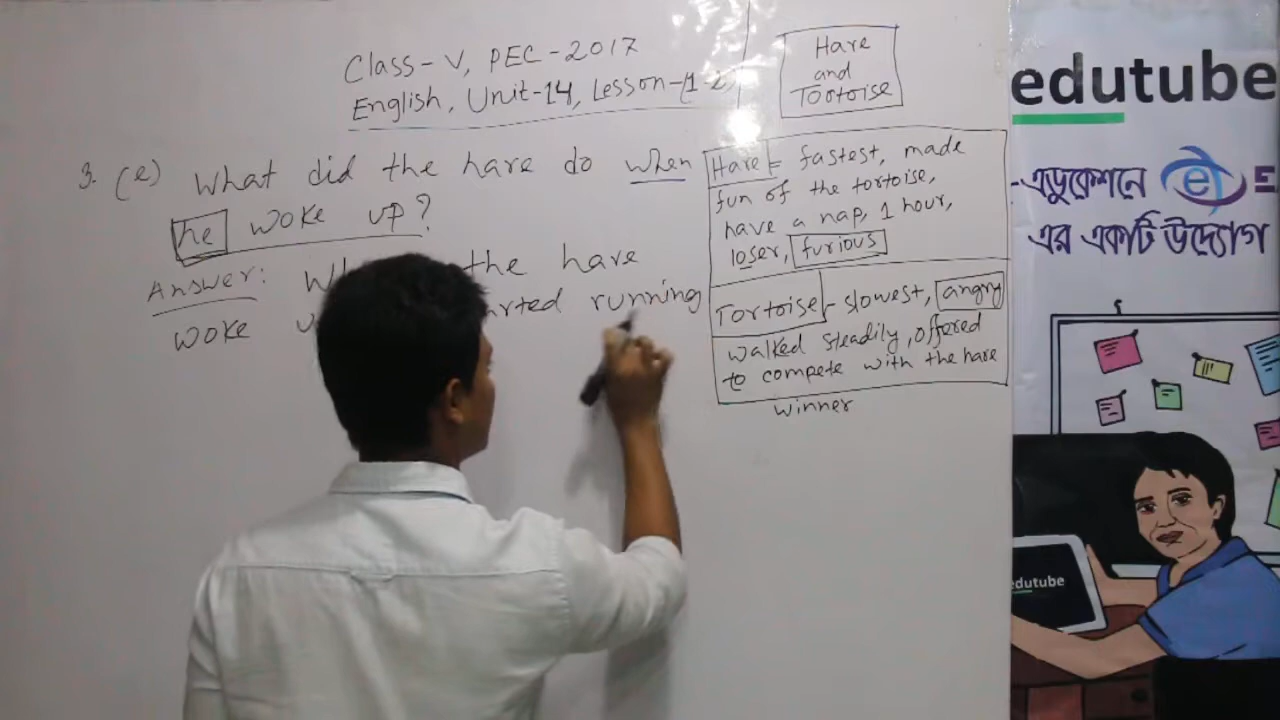 Class-V, PEC-2017
English, Unit-14, Lesson-(1-2)
Hare
and
Tortoise
3. (e) What did the hare do when
he woke up?
Answer: the hare
woke running
Hare = fastest, made
fun of the tortoise,
have a nap, 1 hour,
loser, furious
Tortoise - slowest, angry
walked steadily, offered
to compete with the hare
winner
edutube
-এডুকেশনে e E
এর একটি উদ্যোগ
edutube